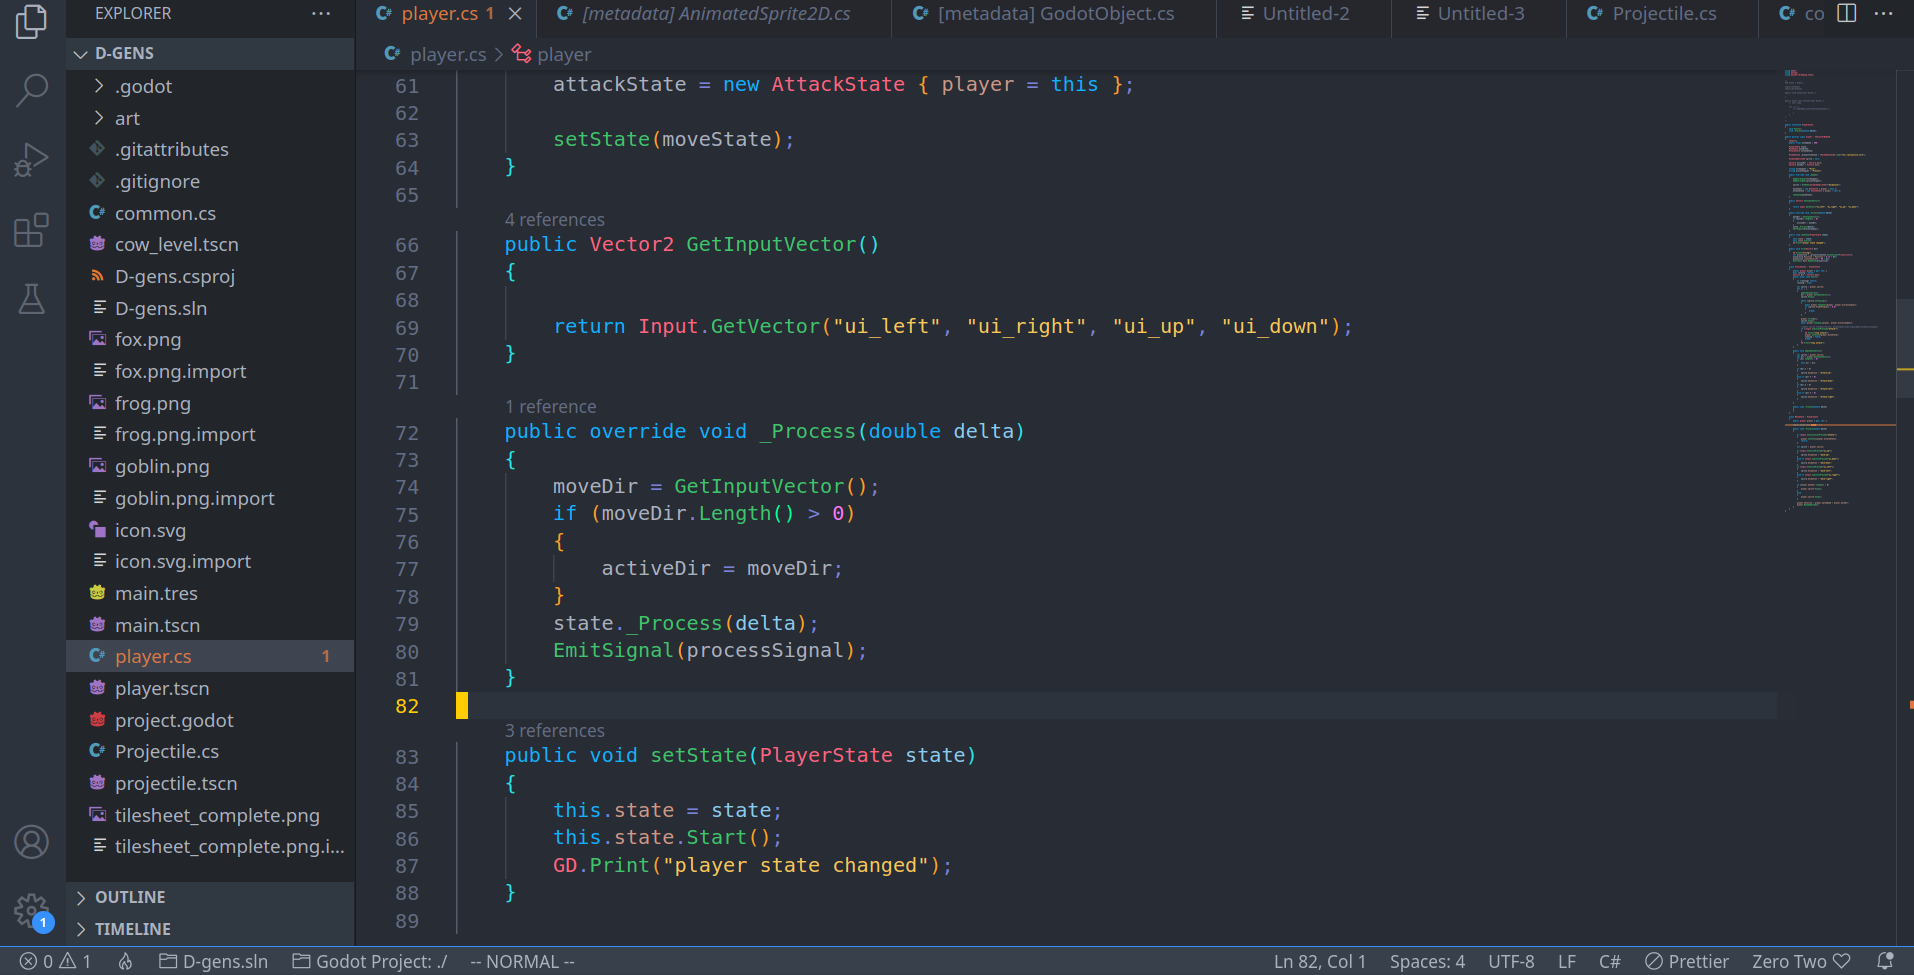 EXPLORER ···
D-GENS
.godot
art
.gitattributes
.gitignore
common.cs
cow_level.tscn
D-gens.csproj
D-gens.sln
fox.png
fox.png.import
frog.png
frog.png.import
goblin.png
goblin.png.import
icon.svg
icon.svg.import
main.tres
main.tscn
player.cs 1
player.tscn
project.godot
Projectile.cs
projectile.tscn
tilesheet_complete.png
tilesheet_complete.png.i...
OUTLINE
TIMELINE
1
C# player.cs 1 C# [metadata] AnimatedSprite2D.cs C# [metadata] GodotObject.cs Untitled-2 Untitled-3 C# Projectile.cs C# co ···
C# player.cs > player
61 attackState = new AttackState { player = this };
62
63 setState(moveState);
64 }
65
4 references
66 public Vector2 GetInputVector()
67 {
68
69 return Input.GetVector("ui_left", "ui_right", "ui_up", "ui_down");
70 }
71
1 reference
72 public override void _Process(double delta)
73 {
74 moveDir = GetInputVector();
75 if (moveDir.Length() > 0)
76 {
77 activeDir = moveDir;
78 }
79 state._Process(delta);
80 EmitSignal(processSignal);
81 }
82
3 references
83 public void setState(PlayerState state)
84 {
85 this.state = state;
86 this.state.Start();
87 GD.Print("player state changed");
88 }
89
0 1 D-gens.sln Godot Project: ./ -- NORMAL -- Ln 82, Col 1 Spaces: 4 UTF-8 LF C# Prettier Zero Two